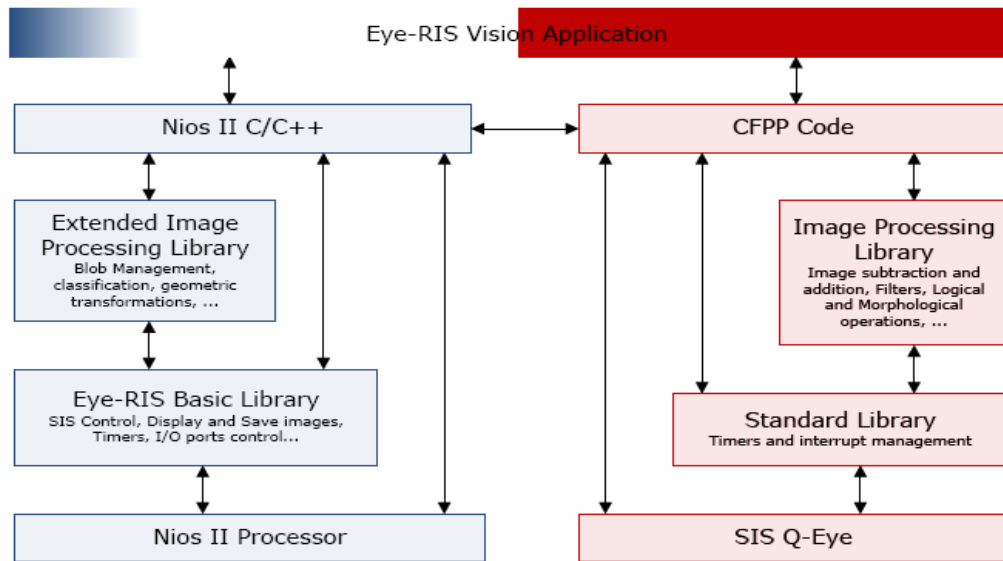 Eye-RIS Vision Application
Nios II C/C++
CFPP Code
Extended Image
Processing Library
Blob Management,
classification, geometric
transformations, ...
Image Processing
Library
Image subtraction and
addition, Filters, Logical
and Morphological
operations, ...
Eye-RIS Basic Library
SIS Control, Display and Save images,
Timers, I/O ports control...
Standard Library
Timers and interrupt management
Nios II Processor
SIS Q-Eye